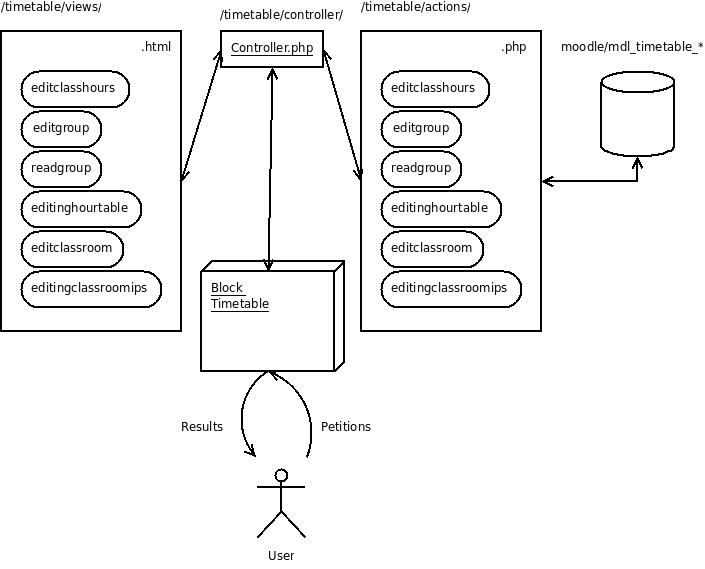 /timetable/views/
/timetable/controller/
/timetable/actions/
.html
Controller.php
.php
moodle/mdl_timetable_*
editclasshours
editgroup
readgroup
editinghourtable
editclassroom
editingclassroomips
editclasshours
editgroup
readgroup
editinghourtable
editclassroom
editingclassroomips
Block
Timetable
Results
Petitions
User